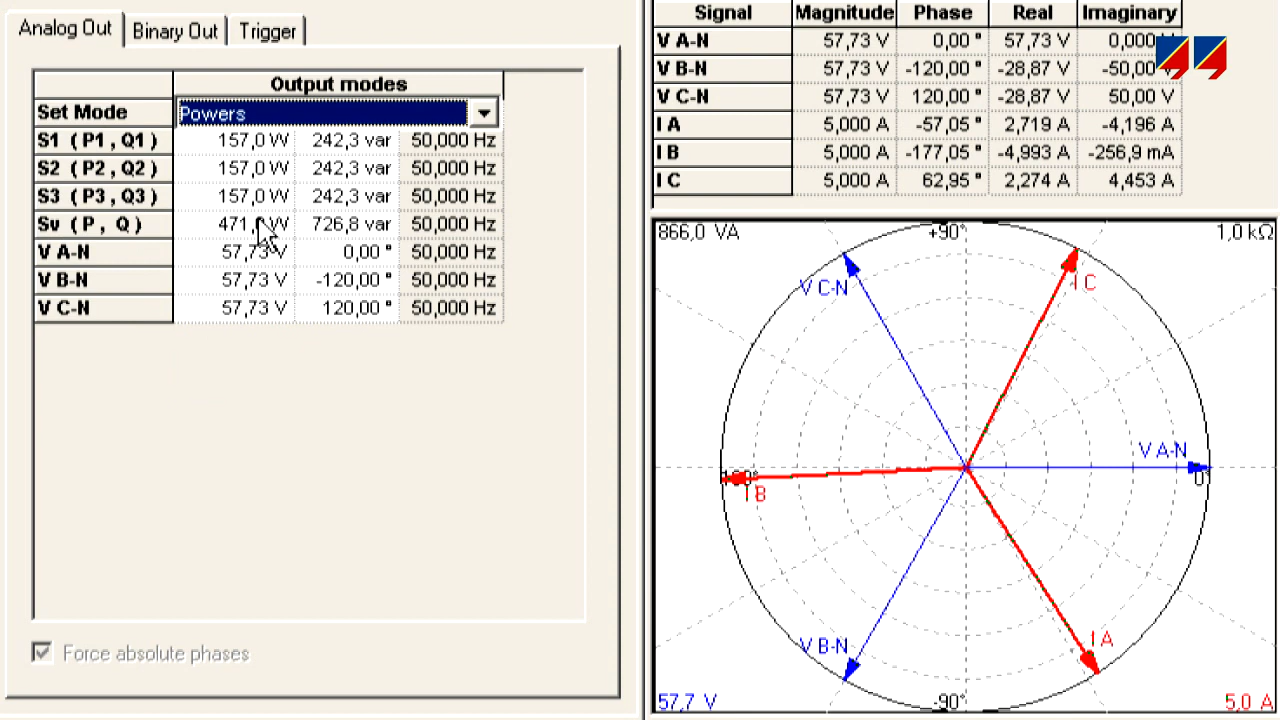 Analog Out Binary Out Trigger
Output modes
Set Mode Powers
S1 (P1, Q1) 157,0 W 242,3 var 50,000 Hz
S2 (P2, Q2) 157,0 W 242,3 var 50,000 Hz
S3 (P3, Q3) 157,0 W 242,3 var 50,000 Hz
Sv (P, Q) 726,8 var 50,000 Hz
V A-N 57,73 V 0,00 ° 50,000 Hz
V B-N 57,73 V -120,00 ° 50,000 Hz
V C-N 57,73 V 120,00 ° 50,000 Hz
Force absolute phases
Signal Magnitude Phase Real Imaginary
V A-N 57,73 V 0,00 ° 57,73 V 0,000
V B-N 57,73 V -120,00 ° -28,87 V -50,00
V C-N 57,73 V 120,00 ° -28,87 V 50,00 V
I A 5,000 A -57,05 ° 2,719 A -4,196 A
I B 5,000 A -177,05 ° -4,993 A -256,9 mA
I C 5,000 A 62,95 ° 2,274 A 4,453 A
866,0 VA +90° 1,0 kΩ
V C-N I C
V A-N
0°
I B
V B-N I A
57,7 V -90° 5,0 A